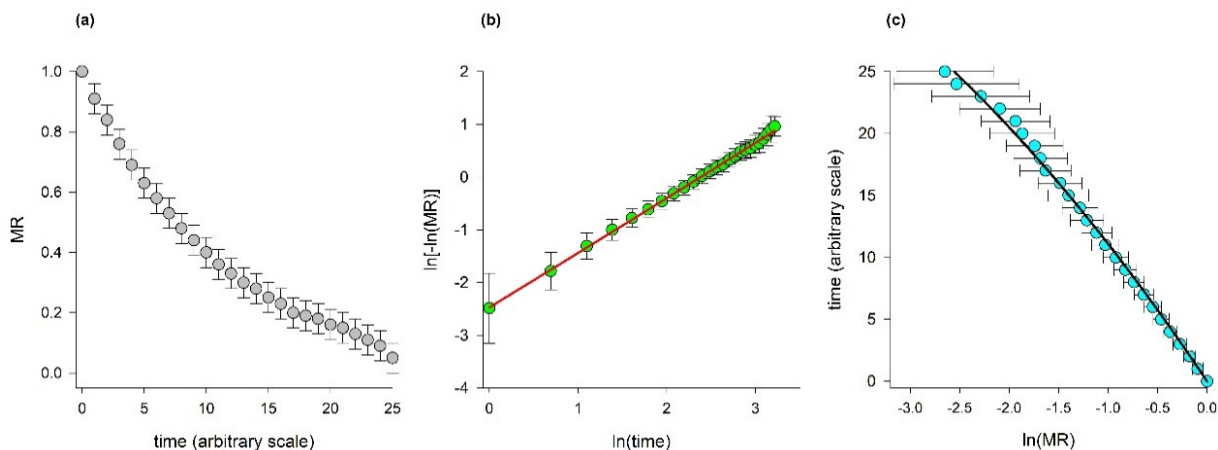 (a)
MR
1.0
0.8
0.6
0.4
0.2
0.0
0 5 10 15 20 25
time (arbitrary scale)
(b)
ln[-ln(MR)]
2
1
0
-1
-2
-3
-4
0 1 2 3
ln(time)
(c)
time (arbitrary scale)
25
20
15
10
5
0
-3.0 -2.5 -2.0 -1.5 -1.0 -0.5 0.0
ln(MR)